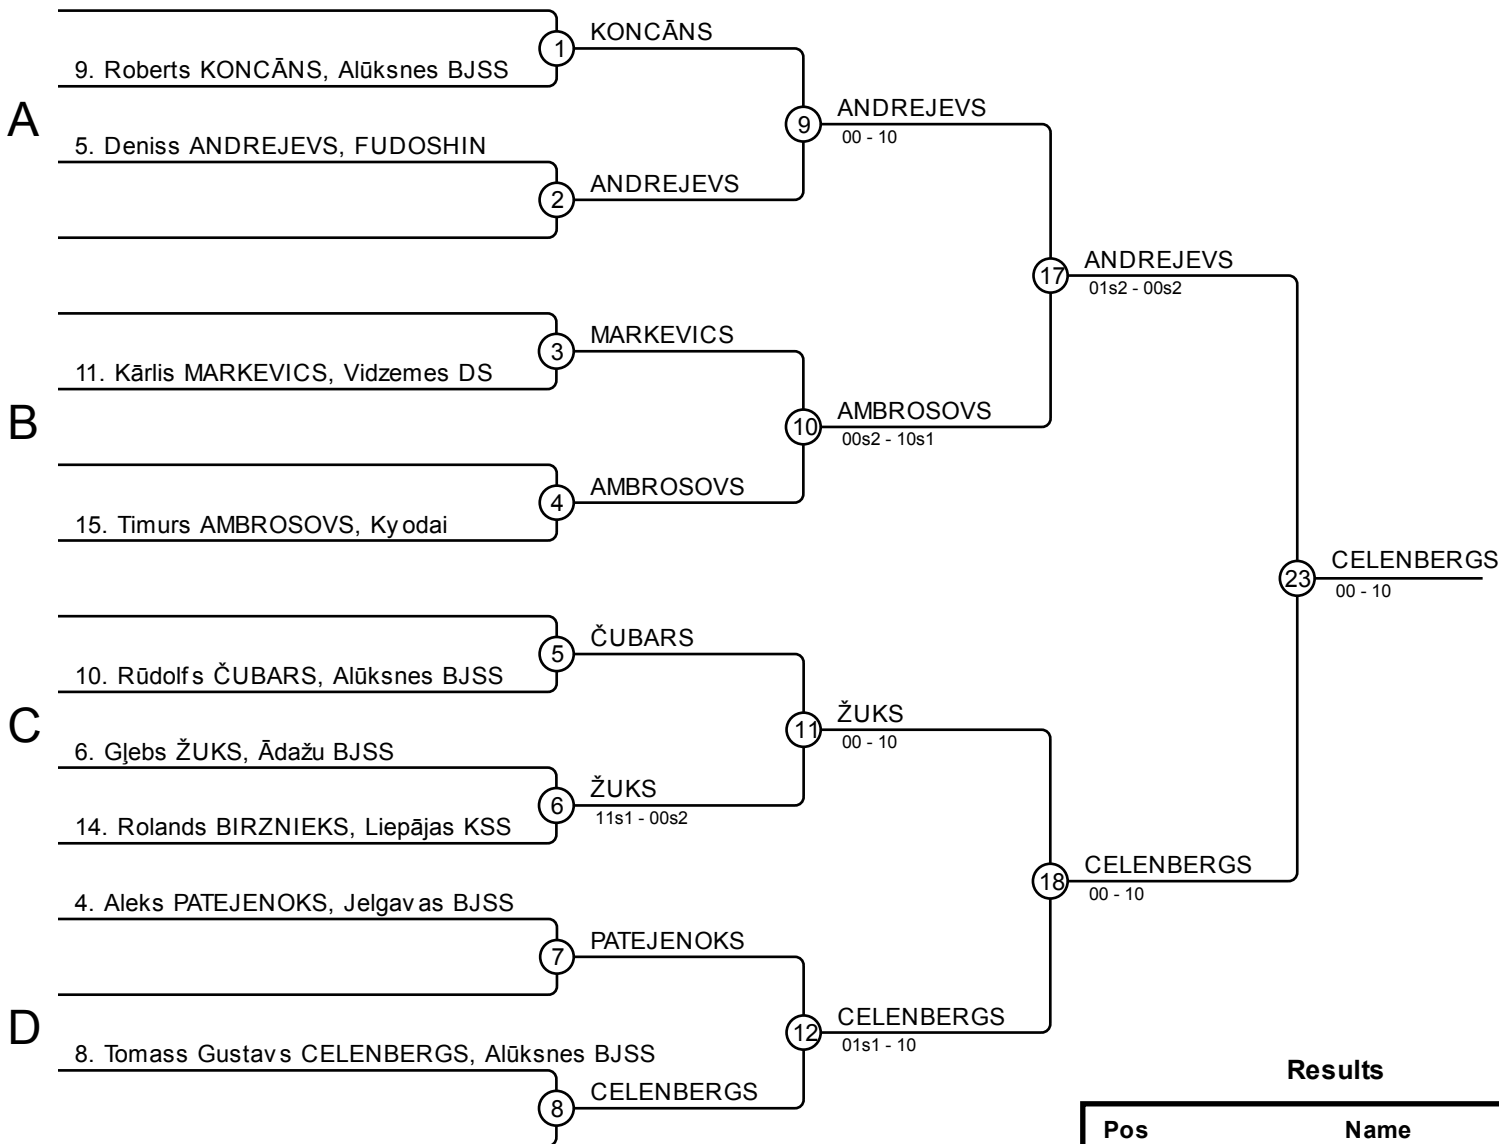 KONCĀNS
1
9. Roberts KONCĀNS, Alūksnes BJSS
A
ANDREJEVS
9
00 - 10
5. Deniss ANDREJEVS, FUDOSHIN
ANDREJEVS
2
ANDREJEVS
17
01s2 - 00s2
MARKEVICS
3
11. Kārlis MARKEVICS, Vidzemes DS
B
AMBROSOVS
10
00s2 - 10s1
AMBROSOVS
4
15. Timurs AMBROSOVS, Kyodai
CELENBERGS
23
00 - 10
ČUBARS
5
10. Rūdolfs ČUBARS, Alūksnes BJSS
C
ŽUKS
11
00 - 10
6. Gļebs ŽUKS, Ādažu BJSS
ŽUKS
6
11s1 - 00s2
14. Rolands BIRZNIEKS, Liepājas KSS
CELENBERGS
18
00 - 10
4. Aleks PATEJENOKS, Jelgavas BJSS
PATEJENOKS
7
D
CELENBERGS
12
01s1 - 10
8. Tomass Gustavs CELENBERGS, Alūksnes BJSS
CELENBERGS
8
Results
Pos Name